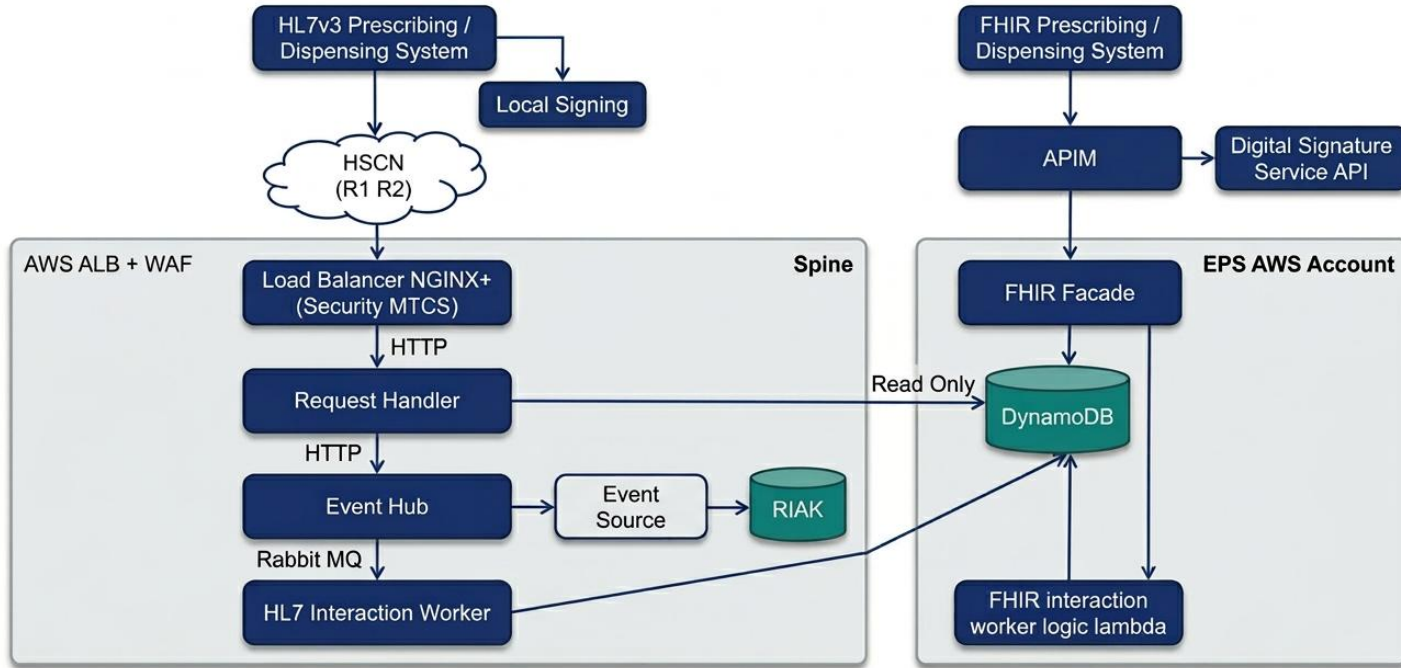 HL7v3 Prescribing /
Dispensing System
Local Signing
HSCN
(R1 R2)
FHIR Prescribing /
Dispensing System
APIM
Digital Signature
Service API
AWS ALB + WAF
Spine
Load Balancer NGINX+
(Security MTCS)
HTTP
Request Handler
HTTP
Event Hub
Event
Source
RIAK
Rabbit MQ
HL7 Interaction Worker
EPS AWS Account
FHIR Facade
Read Only
DynamoDB
FHIR interaction
worker logic lambda